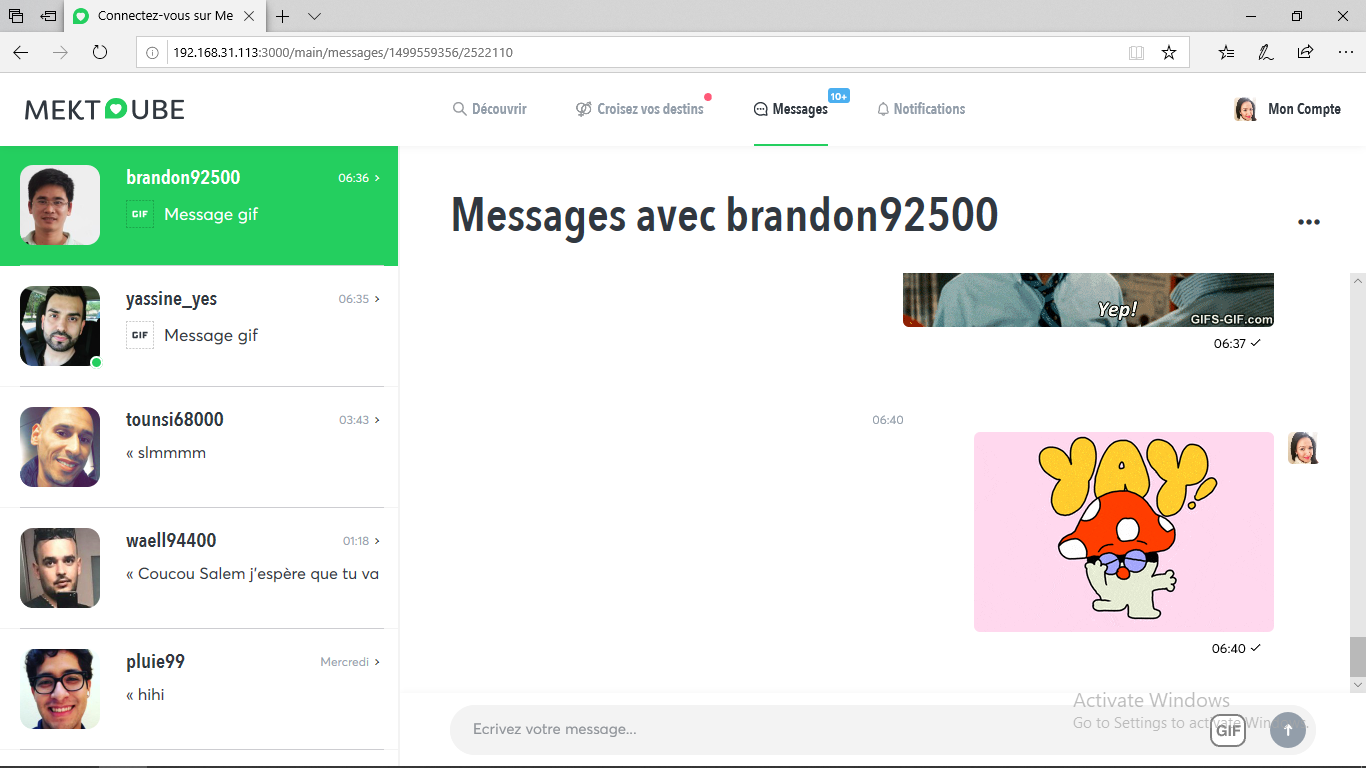 Connectez-vous sur Me
192.168.31.113:3000/main/messages/1499559356/2522110
MEKTOUBE
Découvrir
Croisez vos destins
Messages
10+
Notifications
Mon Compte
brandon92500
06:36
GIF Message gif
yassine_yes
06:35
GIF Message gif
tounsi68000
03:43
« slmmmm
waell94400
01:18
« Coucou Salem j'espère que tu va
pluie99
Mercredi
« hihi
Messages avec brandon92500
Yep!
GIFS-GIF.com
06:37
06:40
YAY!
06:40
Activate Windows
Go to Settings to activate Windows.
Ecrivez votre message...
GIF